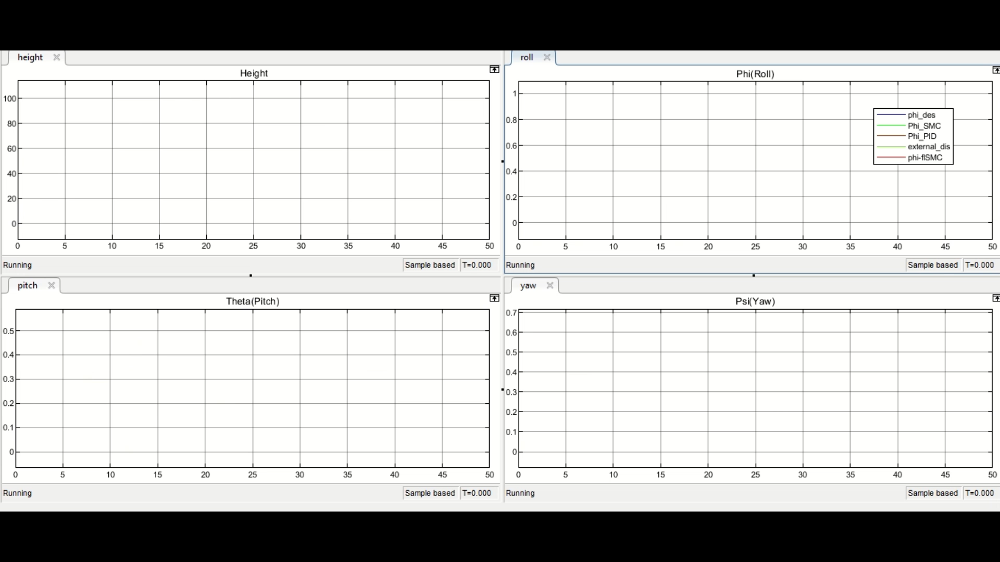 height
Height
100
80
60
40
20
0
0 5 10 15 20 25 30 35 40 45 50
Running Sample based T=0.000
roll
Phi(Roll)
1
0.8
0.6
0.4
0.2
0
phi_des
Phi_SMC
Phi_PID
external_dis
phi-flSMC
0 5 10 15 20 25 30 35 40 45 50
Running Sample based T=0.000
pitch
Theta(Pitch)
0.5
0.4
0.3
0.2
0.1
0
0 5 10 15 20 25 30 35 40 45 50
Running Sample based T=0.000
yaw
Psi(Yaw)
0.7
0.6
0.5
0.4
0.3
0.2
0.1
0
0 5 10 15 20 25 30 35 40 45 50
Running Sample based T=0.000